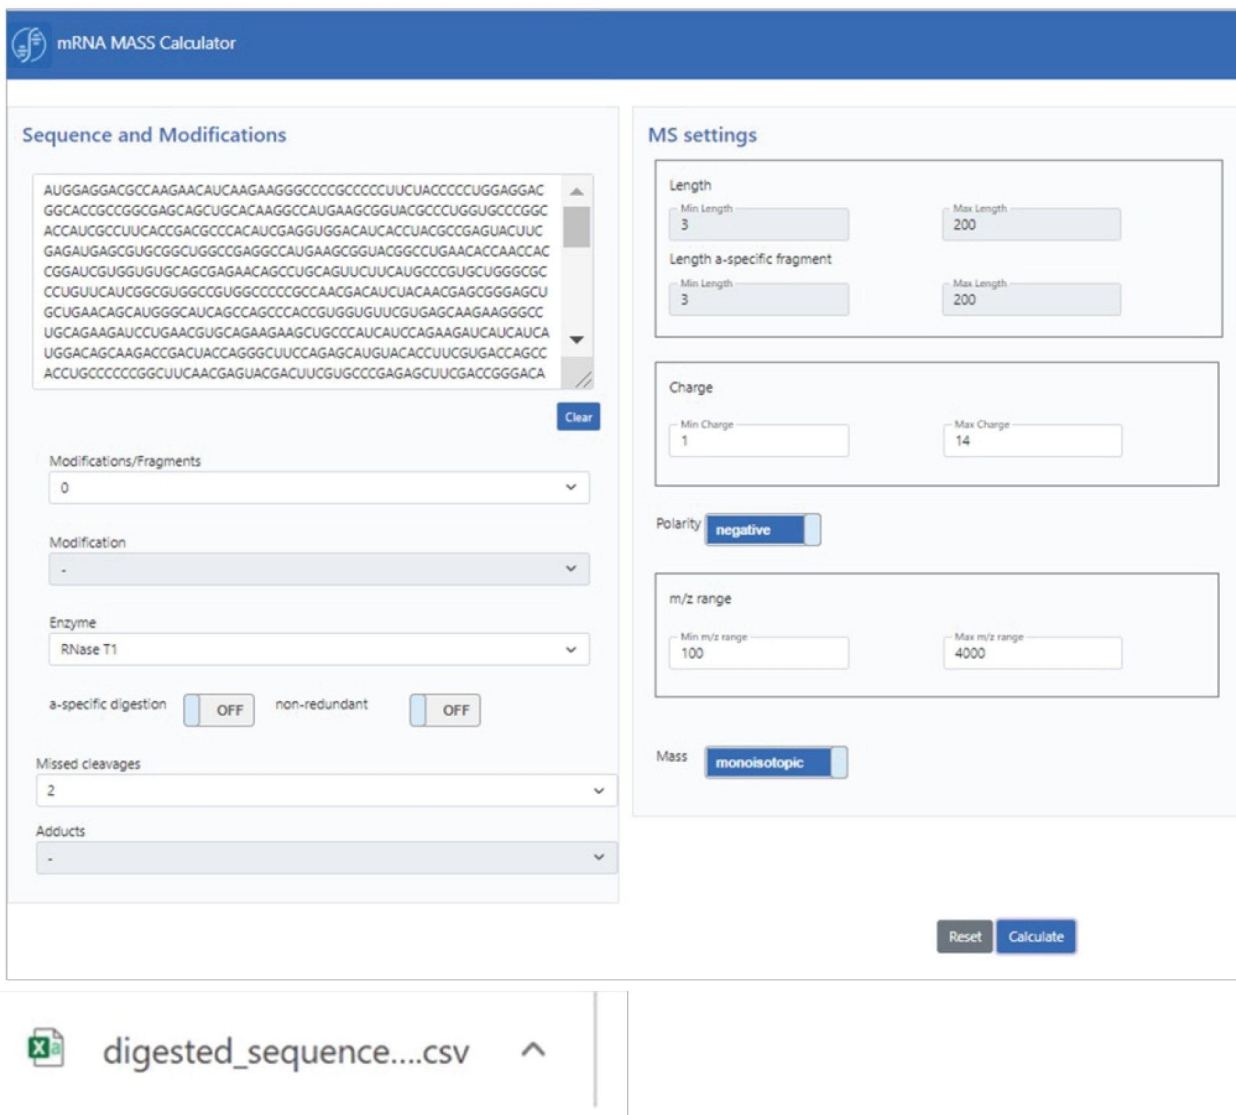 mRNA MASS Calculator
Sequence and Modifications
AUGGAGGACGCCAAGAACAUCAAGAAGGGCCCCGCCCCCUUCUACCCCCUGGAGGAC
GGCACCGCCGGCGAGCAGCUGCACAAGGCCAUGAAGCGGUACGCCCUGGUGCCCGGC
ACCAUCGCCUUCACCGACGCCCACAUCGAGGUGGACAUCACCUACGCCGAGUACUUC
GAGAUGAGCGUGCGGCUGGCCGAGGCCAUGAAGCGGUACGGCCUGAACACCAACCAC
CGGAUCGUGGUGUGCAGCGAGAACAGCCUGCAGUUCUUCAUGCCCGUGCUGGGCGC
CCUGUUCAUCGGCGUGGCCGUGGCCCCCGCCAACGACAUCUACAACGAGCGGGAGCU
GCUGAACAGCAUGGGCAUCAGCCAGCCCACCGUGGUGUUCGUGAGCAAGAAGGGCC
UGCAGAAGAUCCUGAACGUGCAGAAGAAGCUGCCCAUCAUCCAGAAGAUCAUCAUCA
UGGACAGCAAGACCGACUACCAGGGCUUCCAGAGCAUGUACACCUUCGUGACCAGCC
ACCUGCCCCCCGGCUUCAACGAGUACGACUUCGUGCCCGAGAGCUUCGACCGGGACA
Clear
Modifications/Fragments
0
Modification
-
Enzyme
RNase T1
a-specific digestion OFF non-redundant OFF
Missed cleavages
2
Adducts
-
MS settings
Length
Min Length Max Length
3 200
Length a-specific fragment
Min Length Max Length
3 200
Charge
Min Charge Max Charge
1 14
Polarity negative
m/z range
Min m/z range Max m/z range
100 4000
Mass monoisotopic
Reset Calculate
digested_sequence....csv